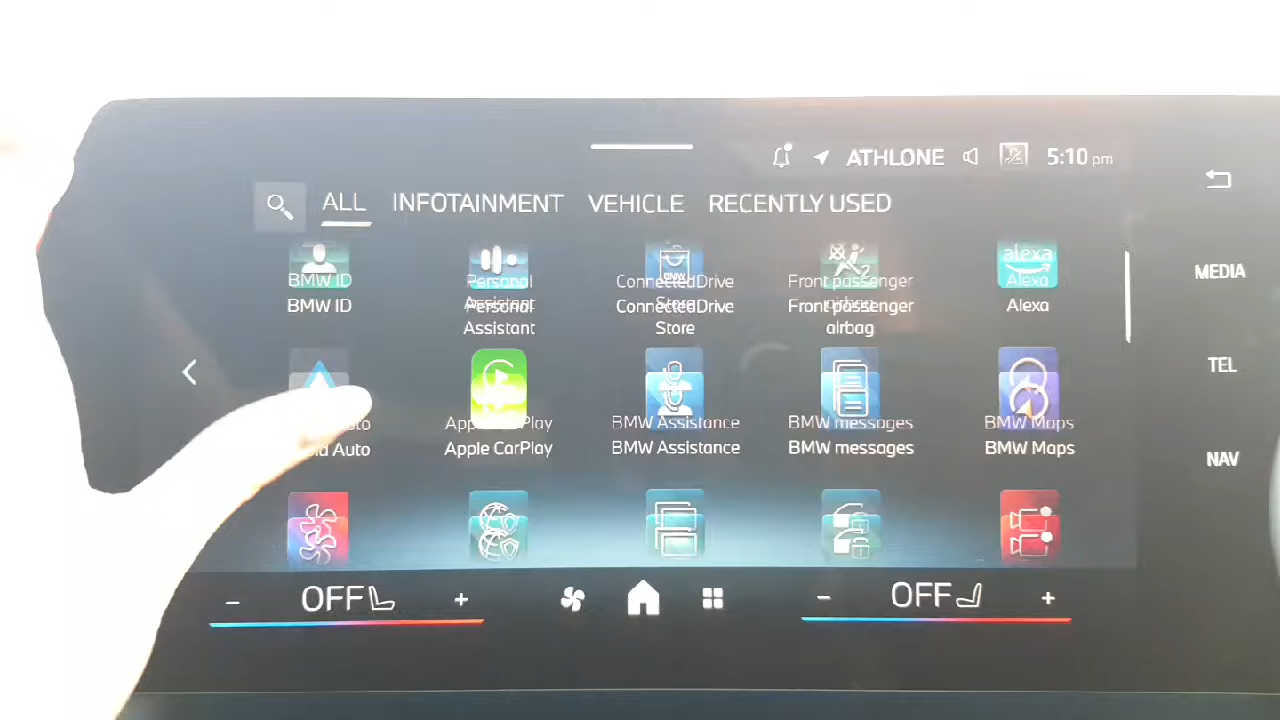 ATHLONE 5:10 pm
ALL INFOTAINMENT VEHICLE RECENTLY USED
BMW ID
Personal Assistant
ConnectedDrive Store
Front passenger airbag
alexa
Alexa
MEDIA
Auto
Apple CarPlay
BMW Assistance
BMW messages
BMW Maps
TEL
NAV
− OFF +
− OFF +